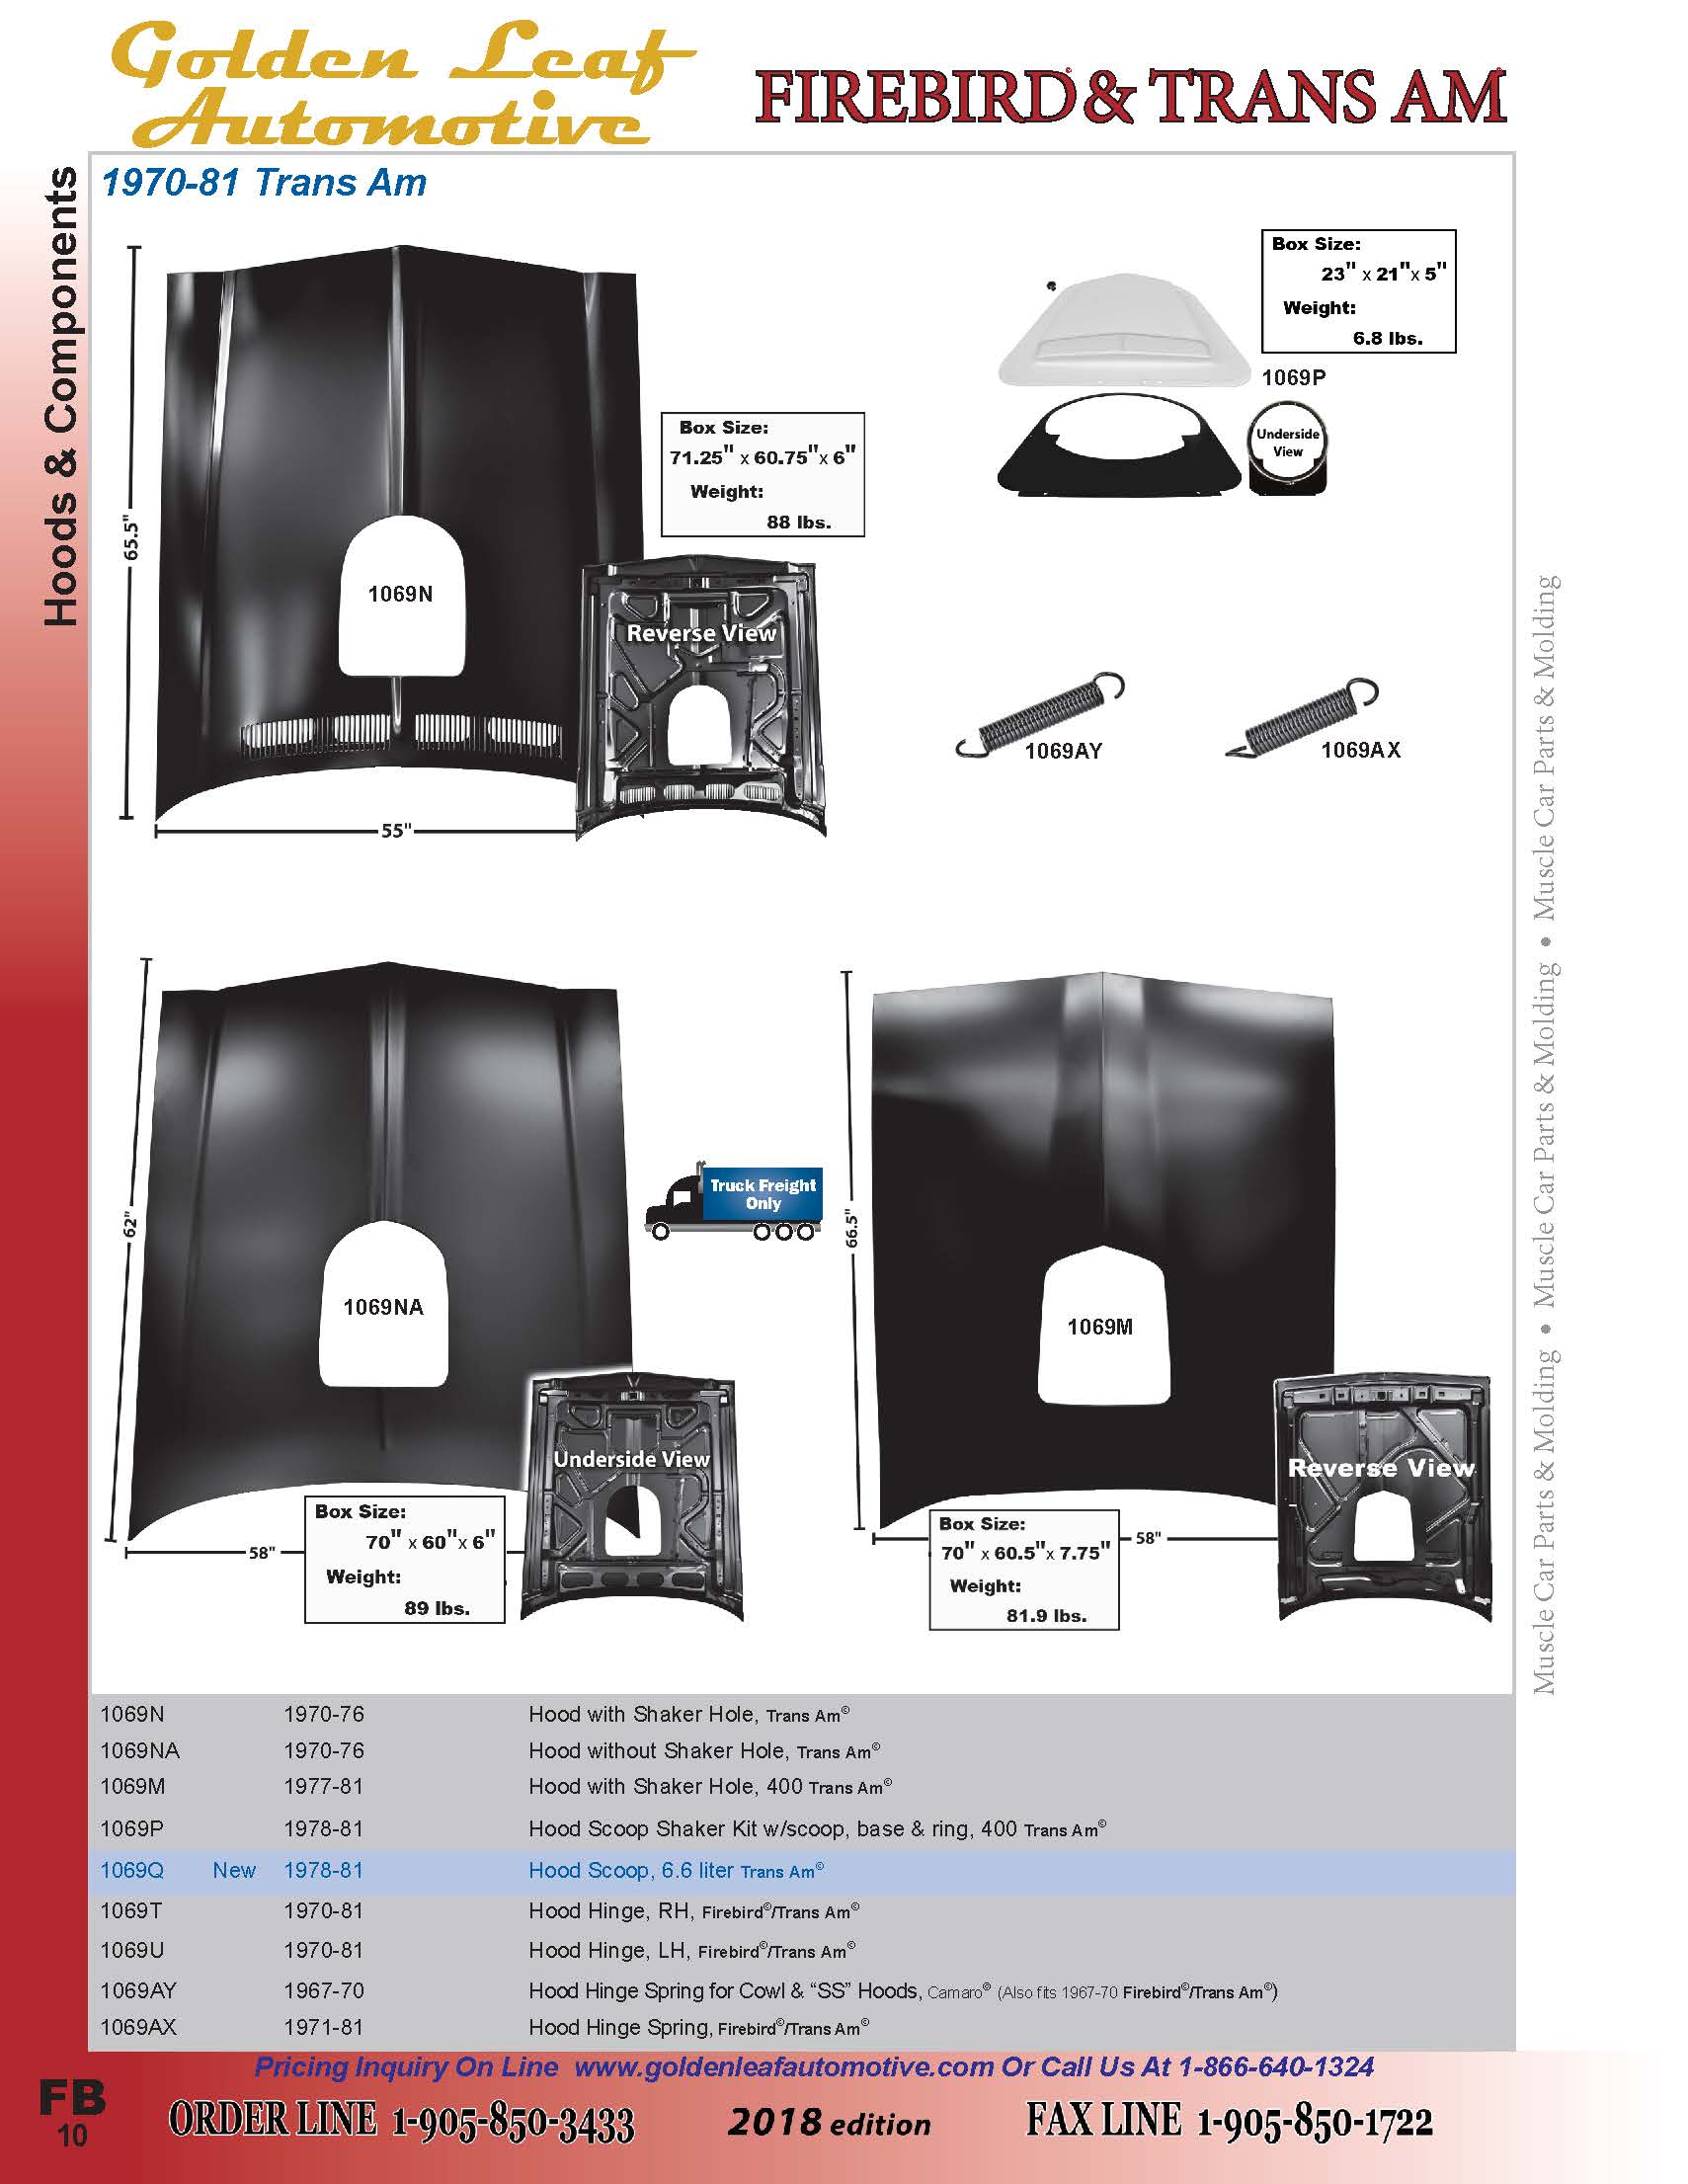 Golden Leaf
Automotive
FIREBIRD & TRANS AM
Hoods & Components
1970-81 Trans Am
65.5"
1069N
Box Size:
71.25" x 60.75"x 6"
Weight:
88 lbs.
Reverse View
55"
Box Size:
23" x 21"x 5"
Weight:
6.8 lbs.
1069P
Underside
View
1069AY
1069AX
62"
1069NA
Truck Freight
Only
Underside View
58"
Box Size:
70" x 60"x 6"
Weight:
89 lbs.
66.5"
1069M
Reverse View
Box Size:
70" x 60.5"x 7.75"
Weight:
81.9 lbs.
58"
Muscle Car Parts & Molding • Muscle Car Parts & Molding • Muscle Car Parts & Molding
1069N 1970-76 Hood with Shaker Hole, Trans Am©
1069NA 1970-76 Hood without Shaker Hole, Trans Am©
1069M 1977-81 Hood with Shaker Hole, 400 Trans Am©
1069P 1978-81 Hood Scoop Shaker Kit w/scoop, base & ring, 400 Trans Am©
1069Q New 1978-81 Hood Scoop, 6.6 liter Trans Am©
1069T 1970-81 Hood Hinge, RH, Firebird©/Trans Am©
1069U 1970-81 Hood Hinge, LH, Firebird©/Trans Am©
1069AY 1967-70 Hood Hinge Spring for Cowl & “SS” Hoods, Camaro© (Also fits 1967-70 Firebird©/Trans Am©)
1069AX 1971-81 Hood Hinge Spring, Firebird©/Trans Am©
Pricing Inquiry On Line www.goldenleafautomotive.com Or Call Us At 1-866-640-1324
FB
10
ORDER LINE 1-905-850-3433
2018 edition
FAX LINE 1-905-850-1722